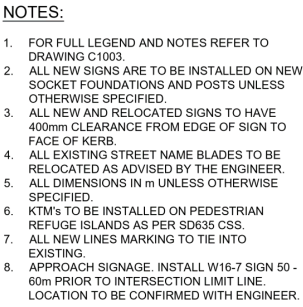 NOTES:
1. FOR FULL LEGEND AND NOTES REFER TO
DRAWING C1003.
2. ALL NEW SIGNS ARE TO BE INSTALLED ON NEW
SOCKET FOUNDATIONS AND POSTS UNLESS
OTHERWISE SPECIFIED.
3. ALL NEW AND RELOCATED SIGNS TO HAVE
400mm CLEARANCE FROM EDGE OF SIGN TO
FACE OF KERB.
4. ALL EXISTING STREET NAME BLADES TO BE
RELOCATED AS ADVISED BY THE ENGINEER.
5. ALL DIMENSIONS IN m UNLESS OTHERWISE
SPECIFIED.
6. KTM's TO BE INSTALLED ON PEDESTRIAN
REFUGE ISLANDS AS PER SD635 CSS.
7. ALL NEW LINES MARKING TO TIE INTO
EXISTING.
8. APPROACH SIGNAGE. INSTALL W16-7 SIGN 50 -
60m PRIOR TO INTERSECTION LIMIT LINE.
LOCATION TO BE CONFIRMED WITH ENGINEER.